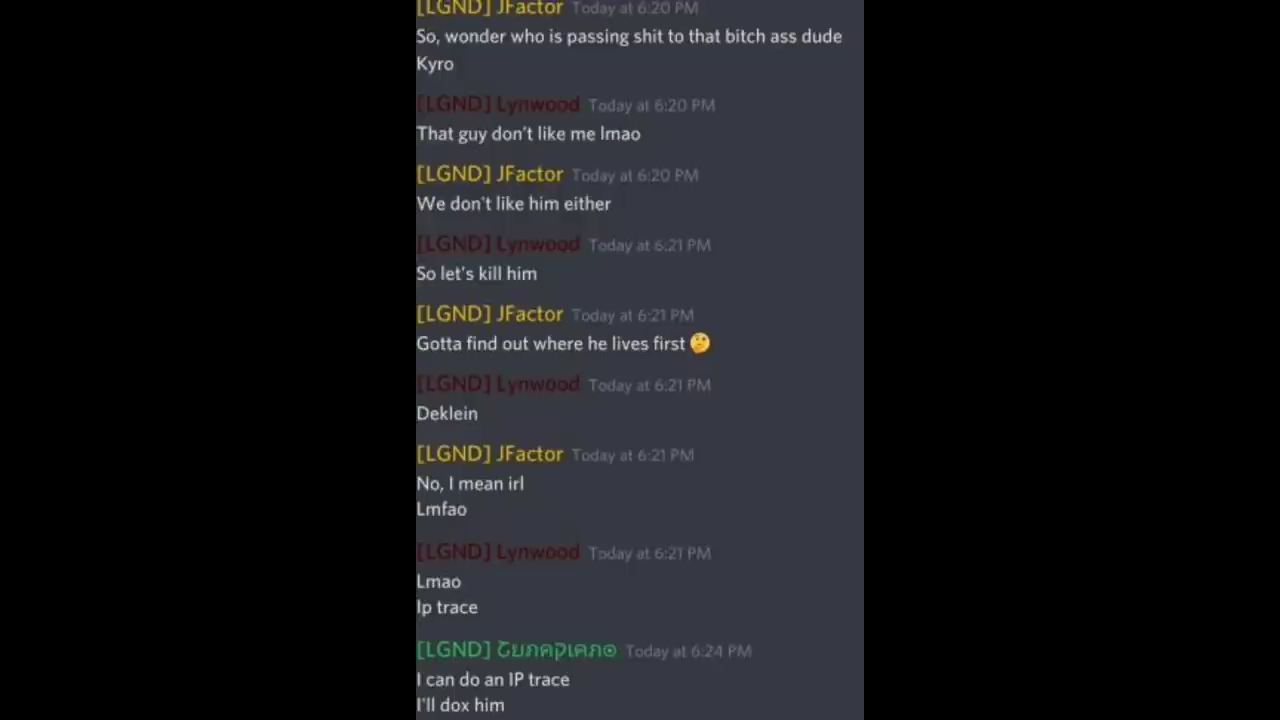 [LGND] JFactor Today at 6:20 PM
So, wonder who is passing shit to that bitch ass dude
Kyro
[LGND] Lynwood Today at 6:20 PM
That guy don't like me lmao
[LGND] JFactor Today at 6:20 PM
We don't like him either
[LGND] Lynwood Today at 6:21 PM
So let's kill him
[LGND] JFactor Today at 6:21 PM
Gotta find out where he lives first 🤔
[LGND] Lynwood Today at 6:21 PM
Deklein
[LGND] JFactor Today at 6:21 PM
No, I mean irl
Lmfao
[LGND] Lynwood Today at 6:21 PM
Lmao
Ip trace
[LGND] Today at 6:24 PM
I can do an IP trace
I'll dox him